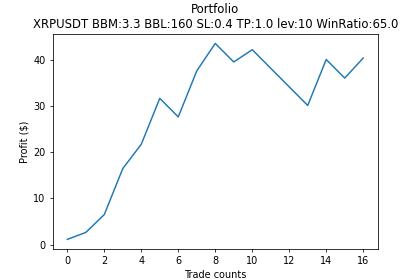 Portfolio
XRPUSDT BBM:3.3 BBL:160 SL:0.4 TP:1.0 lev:10 WinRatio:65.0
40
30
20
10
0
Profit ($)
0 2 4 6 8 10 12 14 16
Trade counts